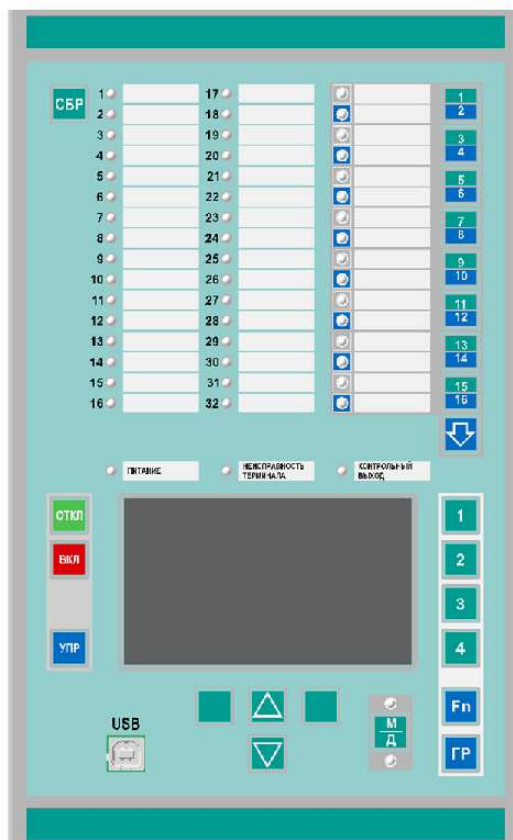 СБР
1 17 1
2 18 2
3 19 3
4 20 4
5 21 5
6 22 6
7 23 7
8 24 8
9 25 9
10 26 10
11 27 11
12 28 12
13 29 13
14 30 14
15 31 15
16 32 16
ПИТАНИЕ
НЕИСПРАВНОСТЬ
ТЕРМИНАЛА
КОНТРОЛЬНЫЙ
ВЫХОД
ОТКЛ
ВКЛ
УПР
1
2
3
4
USB
М
Д
Fn
ГР